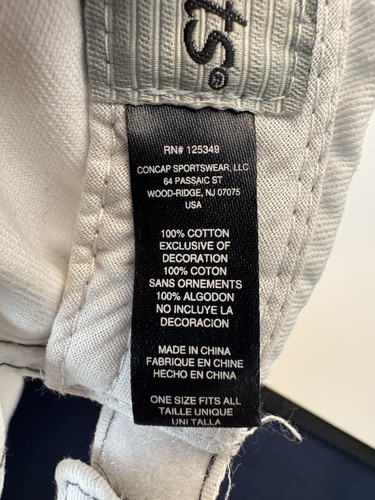 ts®
RN# 125349
CONCAP SPORTSWEAR, LLC
64 PASSAIC ST
WOOD-RIDGE, NJ 07075
USA
100% COTTON
EXCLUSIVE OF
DECORATION
100% COTON
SANS ORNEMENTS
100% ALGODON
NO INCLUYE LA
DECORACION
MADE IN CHINA
FABRIQUE EN CHINE
HECHO EN CHINA
ONE SIZE FITS ALL
TAILLE UNIQUE
UNI TALLA